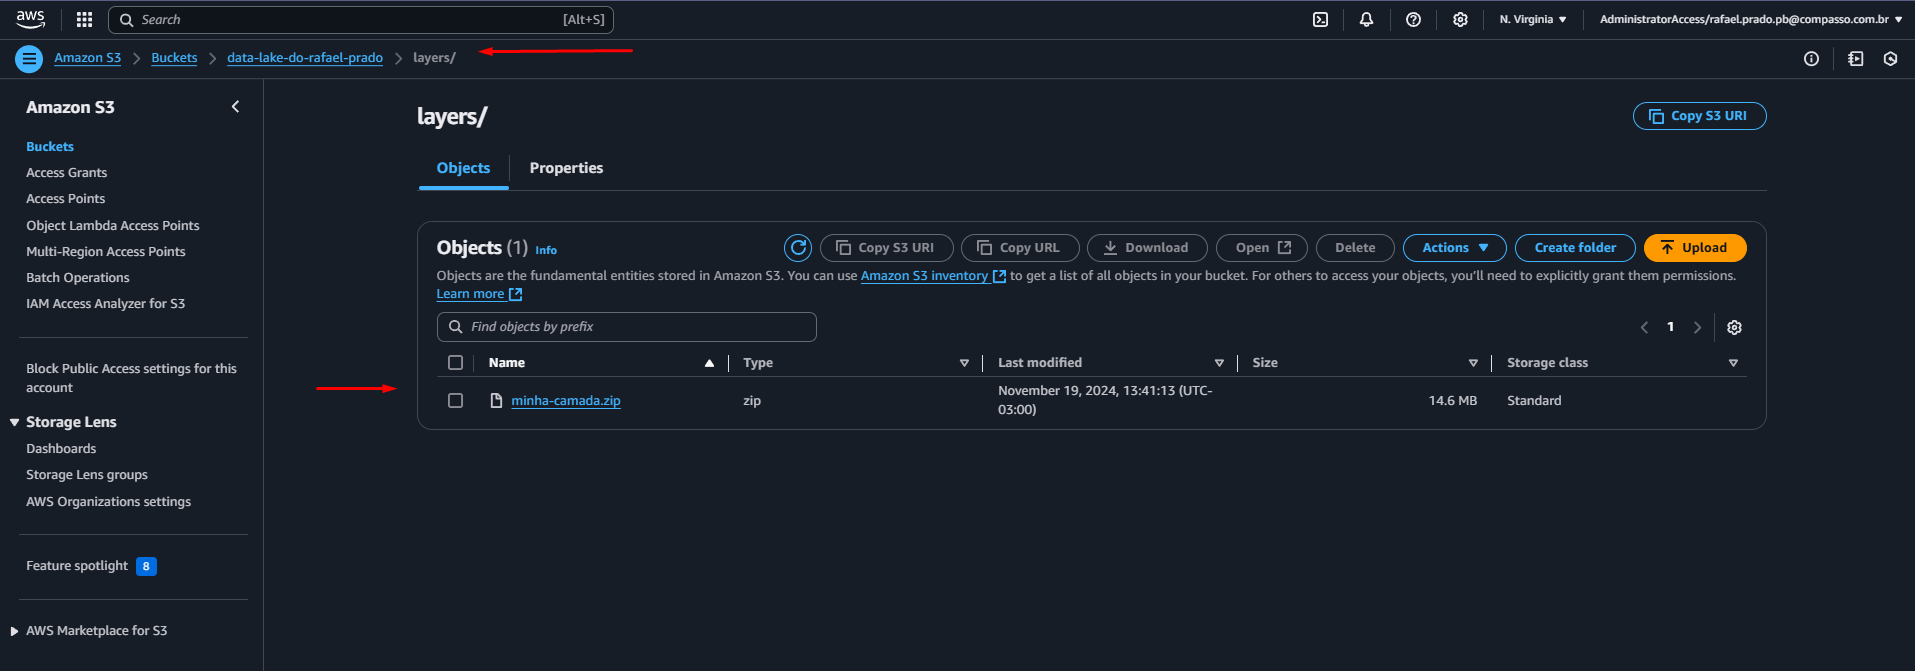 aws
Search [Alt+S]
N. Virginia
AdministratorAccess/rafael.prado.pb@compasso.com.br
Amazon S3 > Buckets > data-lake-do-rafael-prado > layers/
Amazon S3
Buckets
Access Grants
Access Points
Object Lambda Access Points
Multi-Region Access Points
Batch Operations
IAM Access Analyzer for S3
Block Public Access settings for this
account
Storage Lens
Dashboards
Storage Lens groups
AWS Organizations settings
Feature spotlight 8
AWS Marketplace for S3
layers/
Copy S3 URI
Objects Properties
Objects (1) Info
Copy S3 URI Copy URL Download Open Delete Actions Create folder Upload
Objects are the fundamental entities stored in Amazon S3. You can use Amazon S3 inventory to get a list of all objects in your bucket. For others to access your objects, you'll need to explicitly grant them permissions.
Learn more
Find objects by prefix
1
Name Type Last modified Size Storage class
minha-camada.zip zip November 19, 2024, 13:41:13 (UTC-
03:00) 14.6 MB Standard